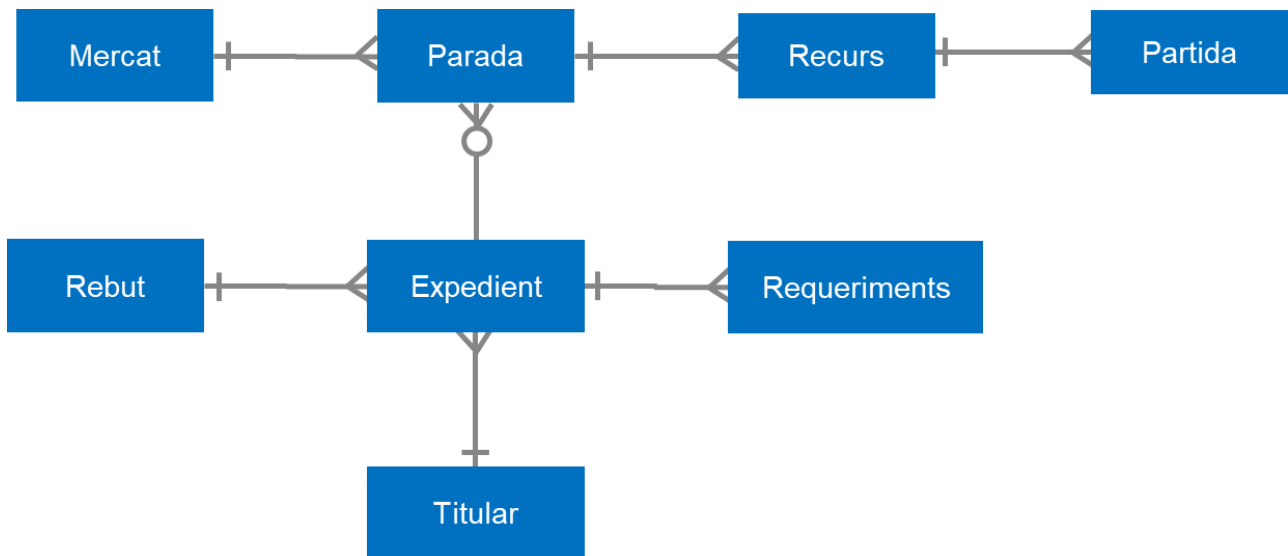 Mercat
Parada
Recurs
Partida
Rebut
Expedient
Requeriments
Titular